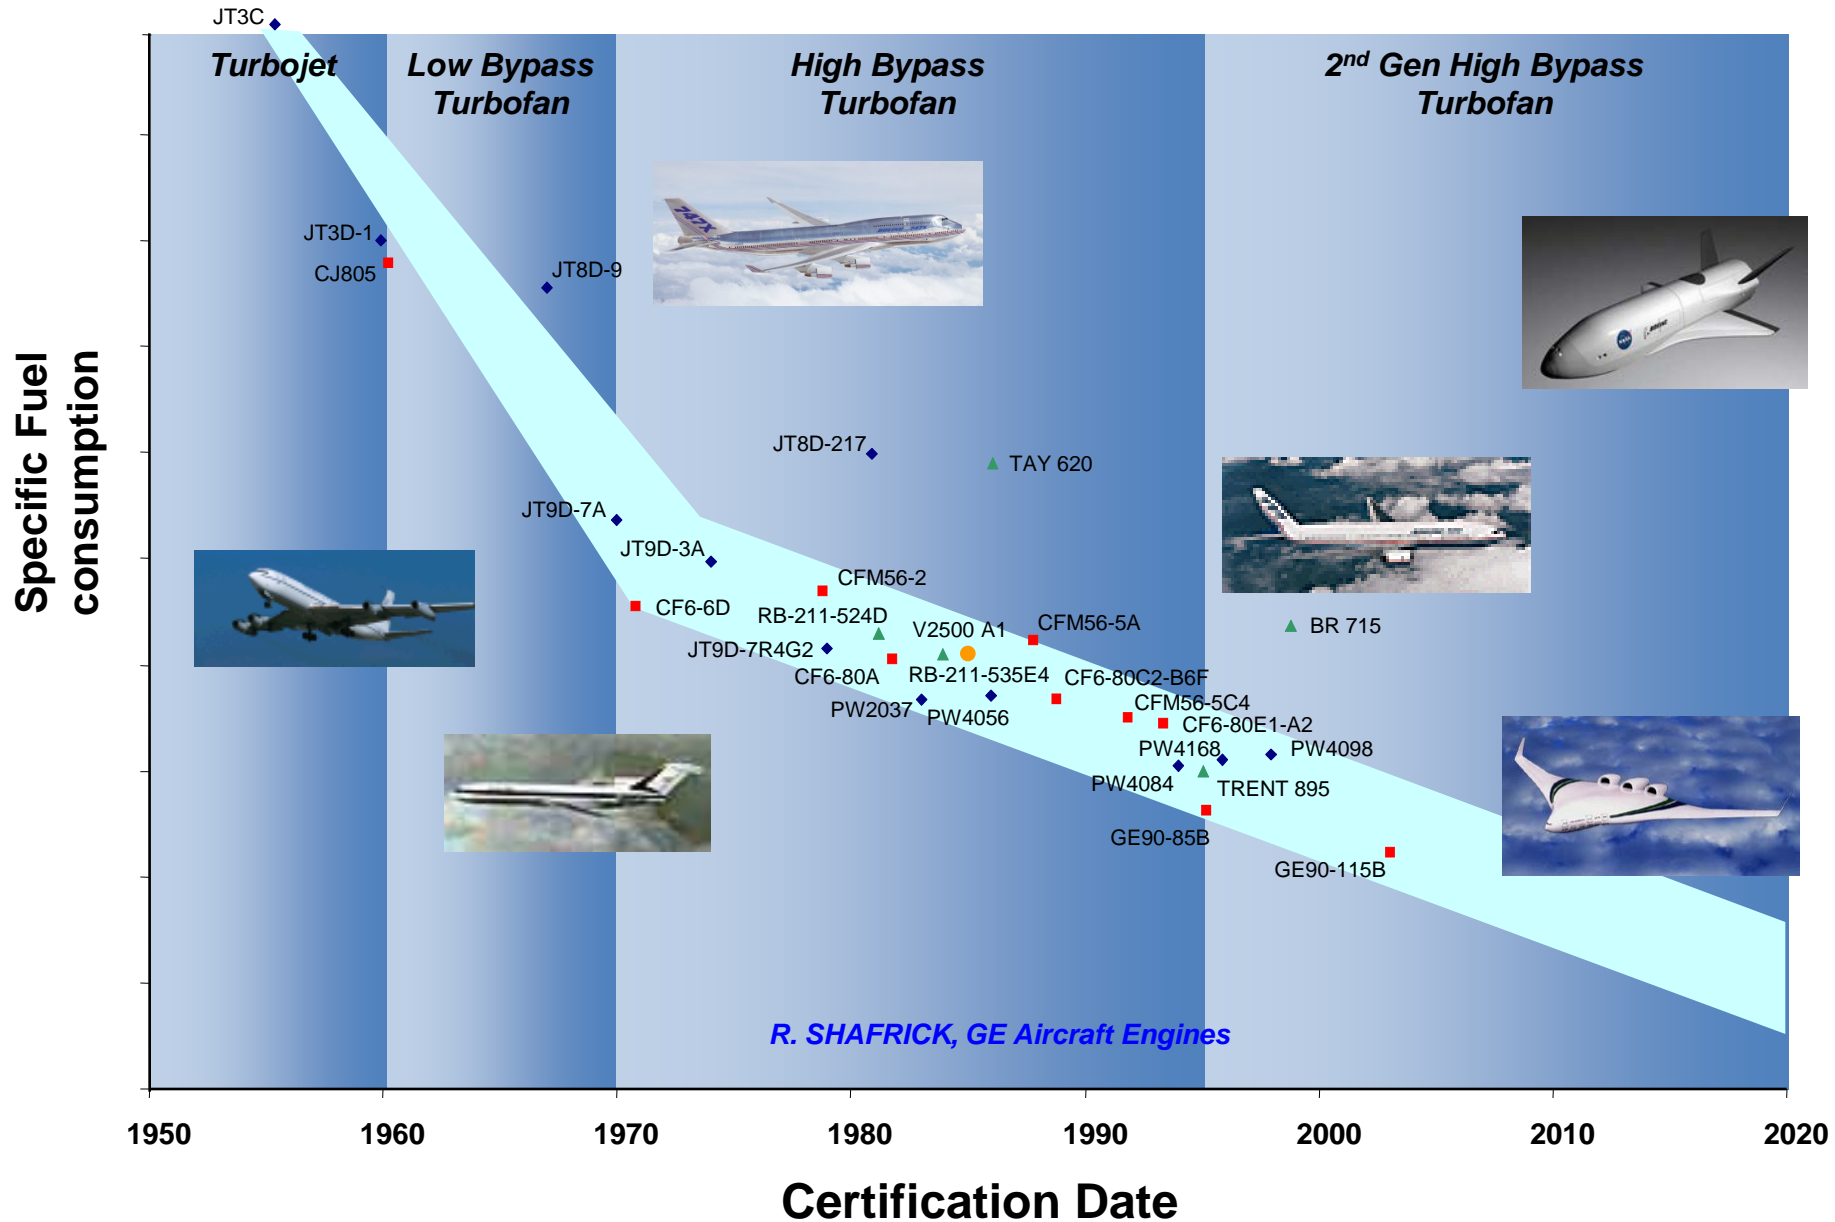 JT3C
Turbojet
Low Bypass
Turbofan
High Bypass
Turbofan
2nd Gen High Bypass
Turbofan
747X
JT3D-1
CJ805
JT8D-9
Specific Fuel
consumption
JT8D-217
TAY 620
JT9D-7A
JT9D-3A
CFM56-2
CF6-6D
RB-211-524D
V2500 A1
CFM56-5A
BR 715
JT9D-7R4G2
CF6-80A
RB-211-535E4
CF6-80C2-B6F
PW2037
PW4056
CFM56-5C4
CF6-80E1-A2
PW4168
PW4098
PW4084
TRENT 895
GE90-85B
GE90-115B
R. SHAFRICK, GE Aircraft Engines
1950
1960
1970
1980
1990
2000
2010
2020
Certification Date